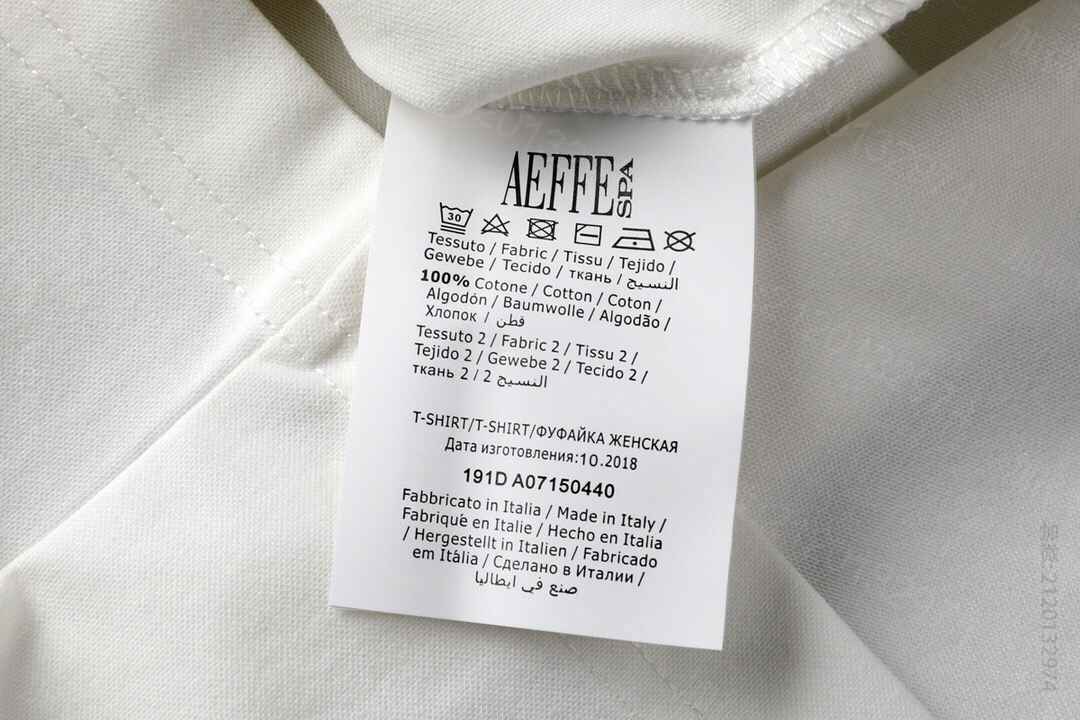 AEFFE SPA
30
Tessuto / Fabric / Tissu / Tejido /
Gewebe / Tecido / ткань / النسيج
100% Cotone / Cotton / Coton /
Algodón / Baumwolle / Algodão /
Хлопок / قطن
Tessuto 2 / Fabric 2 / Tissu 2 /
Tejido 2 / Gewebe 2 / Tecido 2 /
ткань 2 / 2 النسيج
T-SHIRT/T-SHIRT/ФУФАЙКА ЖЕНСКАЯ
Дата изготовления:10.2018
191D A07150440
Fabbricato in Italia / Made in Italy /
Fabriqué en Italie / Hecho en Italia
/ Hergestellt in Italien / Fabricado
em Itália / Сделано в Италии /
صنع في ايطاليا